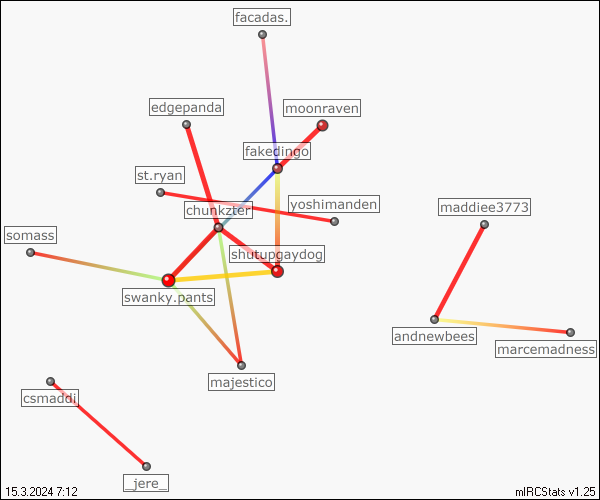 facadas.
edgepanda
moonraven
fakedingo
st.ryan
chunkzter
yoshimanden
maddiee3773
somass
shutupgaydog
swanky.pants
andnewbees
marcemadness
majestico
csmaddi
_jere_
15.3.2024 7:12
mIRCStats v1.25